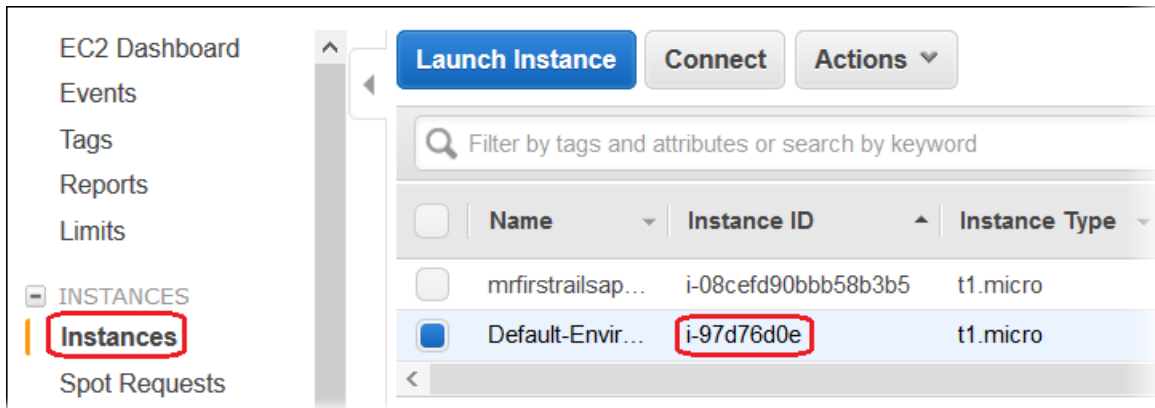 EC2 Dashboard
Events
Tags
Reports
Limits
INSTANCES
Instances
Spot Requests
Launch Instance Connect Actions
Filter by tags and attributes or search by keyword
Name Instance ID Instance Type
mrfirstrailsap... i-08cefd90bbb58b3b5 t1.micro
Default-Envir... i-97d76d0e t1.micro